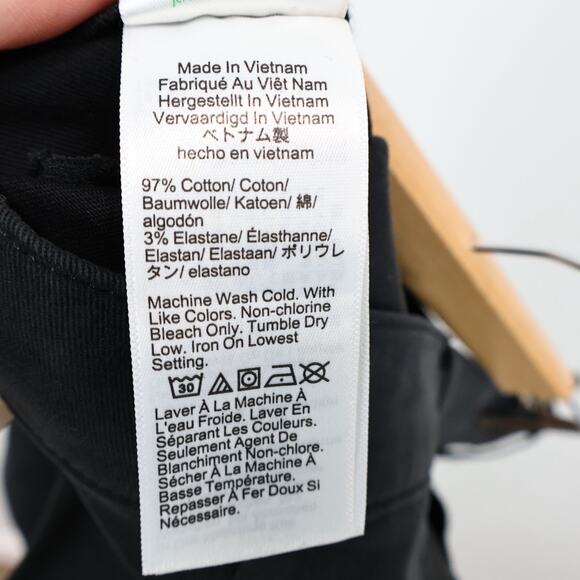 Made In Vietnam
Fabriqué Au Viêt Nam
Hergestellt In Vietnam
Vervaardigd In Vietnam
ベトナム製
hecho en vietnam
97% Cotton/ Coton/
Baumwolle/ Katoen/ 綿/
algodón
3% Elastane/ Élasthanne/
Elastan/ Elastaan/ ポリウレ
タン/ elastano
Machine Wash Cold. With
Like Colors. Non-chlorine
Bleach Only. Tumble Dry
Low. Iron On Lowest
Setting.
30
Laver À La Machine À
L'eau Froide. Laver En
Séparant Les Couleurs.
Seulement Agent De
Blanchiment Non-chlore.
Sécher À La Machine À
Basse Température.
Repasser À Fer Doux Si
Nécessaire.